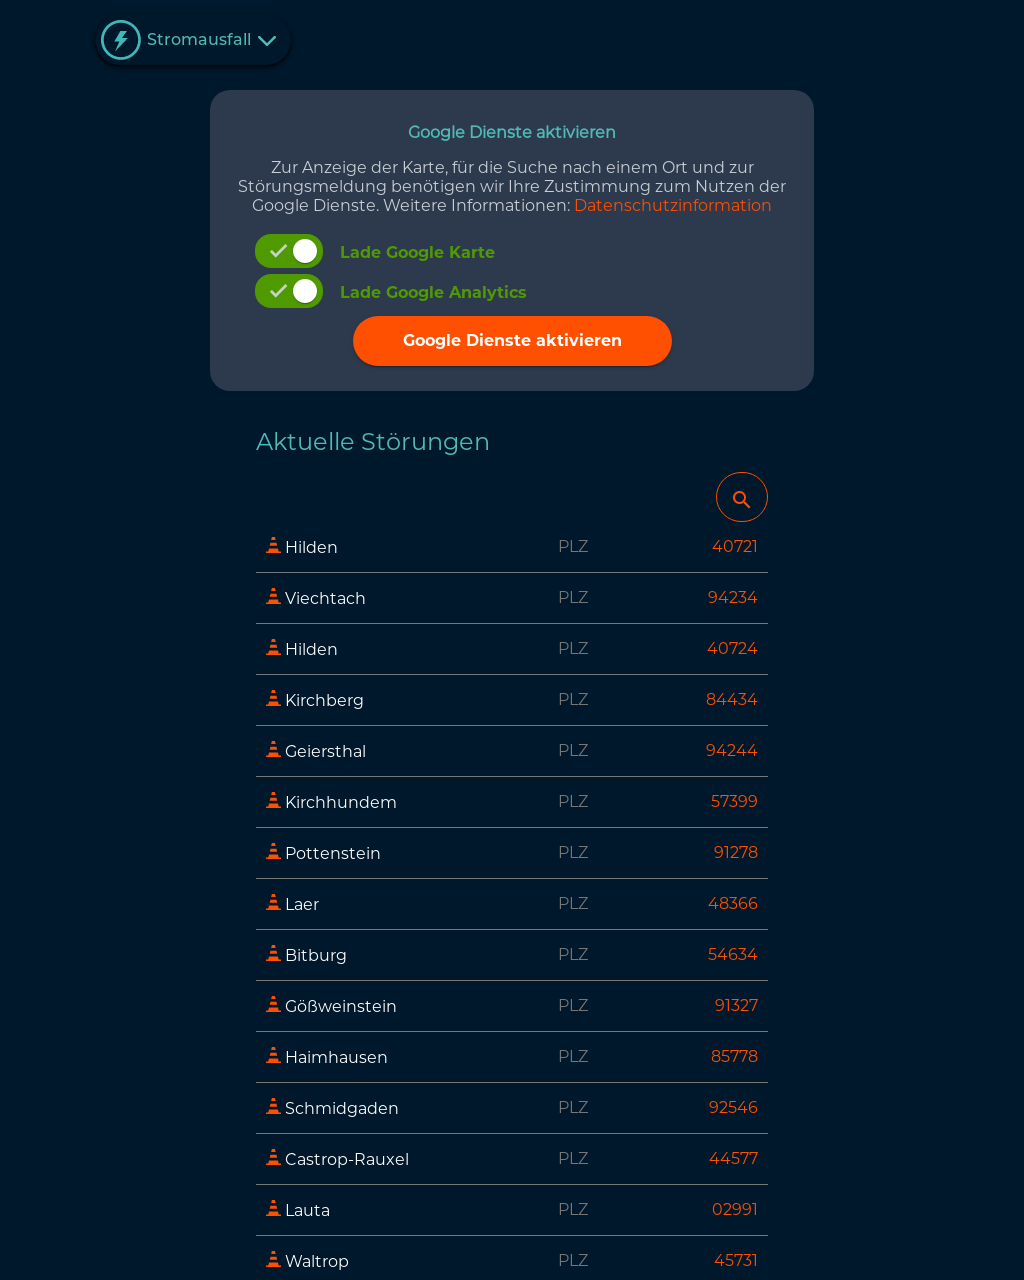 Stromausfall
Google Dienste aktivieren
Zur Anzeige der Karte, für die Suche nach einem Ort und zur
Störungsmeldung benötigen wir Ihre Zustimmung zum Nutzen der
Google Dienste. Weitere Informationen: Datenschutzinformation
Lade Google Karte
Lade Google Analytics
Google Dienste aktivieren
Aktuelle Störungen
Hilden PLZ 40721
Viechtach PLZ 94234
Hilden PLZ 40724
Kirchberg PLZ 84434
Geiersthal PLZ 94244
Kirchhundem PLZ 57399
Pottenstein PLZ 91278
Laer PLZ 48366
Bitburg PLZ 54634
Gößweinstein PLZ 91327
Haimhausen PLZ 85778
Schmidgaden PLZ 92546
Castrop-Rauxel PLZ 44577
Lauta PLZ 02991
Waltrop PLZ 45731